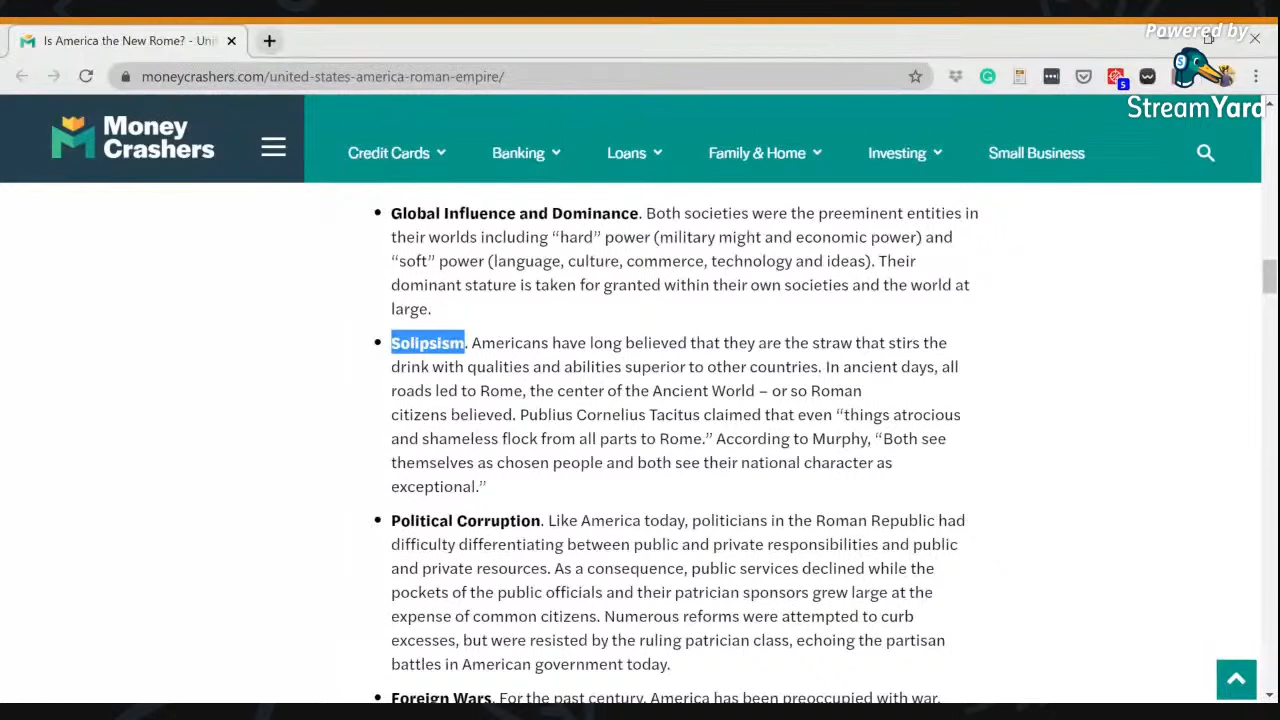 Powered by
Is America the New Rome? - Uni
moneycrashers.com/united-states-america-roman-empire/
S
StreamYard
Money
Crashers
Credit Cards
Banking
Loans
Family & Home
Investing
Small Business
• Global Influence and Dominance. Both societies were the preeminent entities in
their worlds including “hard” power (military might and economic power) and
“soft” power (language, culture, commerce, technology and ideas). Their
dominant stature is taken for granted within their own societies and the world at
large.
• Solipsism. Americans have long believed that they are the straw that stirs the
drink with qualities and abilities superior to other countries. In ancient days, all
roads led to Rome, the center of the Ancient World – or so Roman
citizens believed. Publius Cornelius Tacitus claimed that even “things atrocious
and shameless flock from all parts to Rome.” According to Murphy, “Both see
themselves as chosen people and both see their national character as
exceptional.”
• Political Corruption. Like America today, politicians in the Roman Republic had
difficulty differentiating between public and private responsibilities and public
and private resources. As a consequence, public services declined while the
pockets of the public officials and their patrician sponsors grew large at the
expense of common citizens. Numerous reforms were attempted to curb
excesses, but were resisted by the ruling patrician class, echoing the partisan
battles in American government today.
• Foreign Wars. For the past century, America has been preoccupied with war,